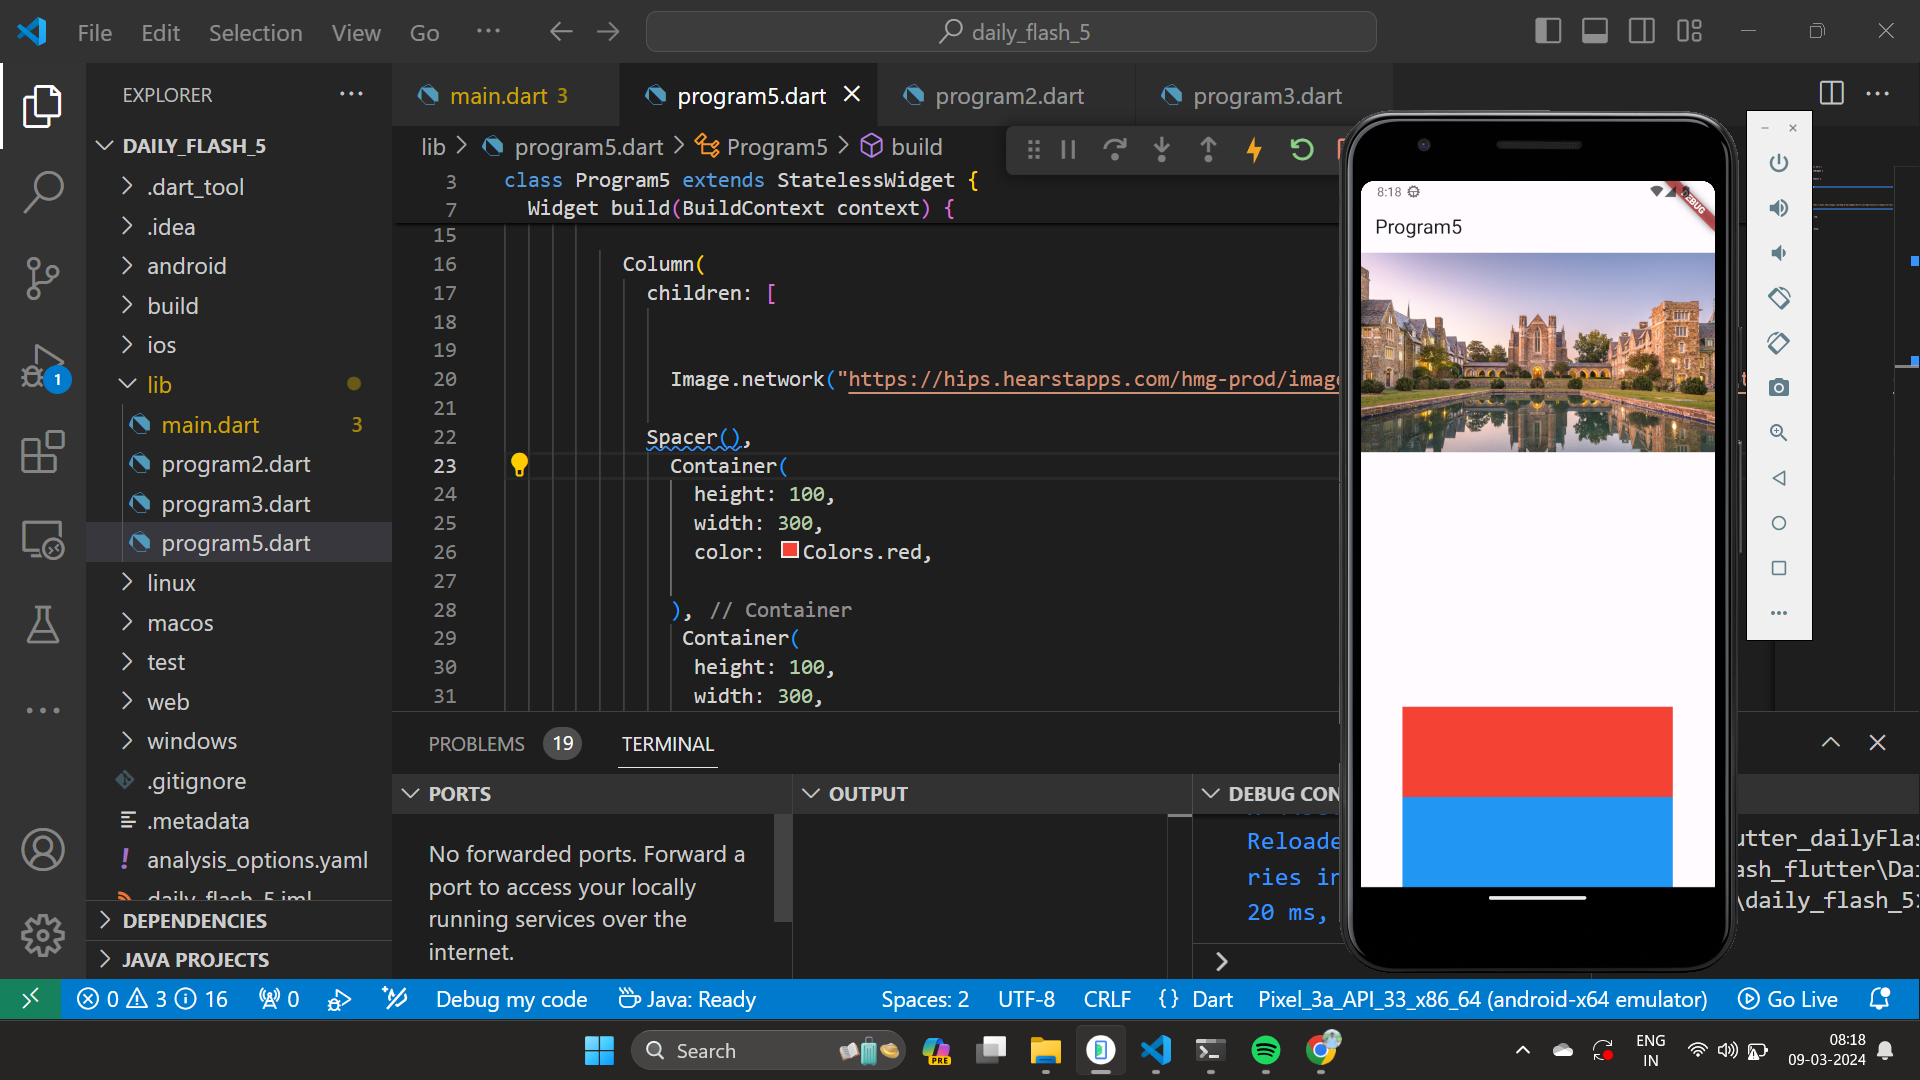 File Edit Selection View Go ··· daily_flash_5
EXPLORER ···
DAILY_FLASH_5
.dart_tool
.idea
android
build
ios
lib
main.dart 3
program2.dart
program3.dart
program5.dart
linux
macos
test
web
windows
.gitignore
.metadata
analysis_options.yaml
daily_flash_5.iml
DEPENDENCIES
JAVA PROJECTS
1
main.dart 3 program5.dart program2.dart program3.dart
lib > program5.dart > Program5 > build
3 class Program5 extends StatelessWidget {
7 Widget build(BuildContext context) {
15
16 Column(
17 children: [
18
19
20 Image.network("https://hips.hearstapps.com/hmg-prod/image
21
22 Spacer(),
23 Container(
24 height: 100,
25 width: 300,
26 color: Colors.red,
27
28 ), // Container
29 Container(
30 height: 100,
31 width: 300,
PROBLEMS 19 TERMINAL
PORTS
No forwarded ports. Forward a
port to access your locally
running services over the
internet.
OUTPUT
DEBUG CON
Reloade
ries in
20 ms,
utter_dailyFlas
ash_flutter\Dai
\daily_flash_5:
8:18
DEBUG
Program5
0 3 16 0 Debug my code Java: Ready Spaces: 2 UTF-8 CRLF {} Dart Pixel_3a_API_33_x86_64 (android-x64 emulator) Go Live
Search
PRE
ENG
IN
08:18
09-03-2024